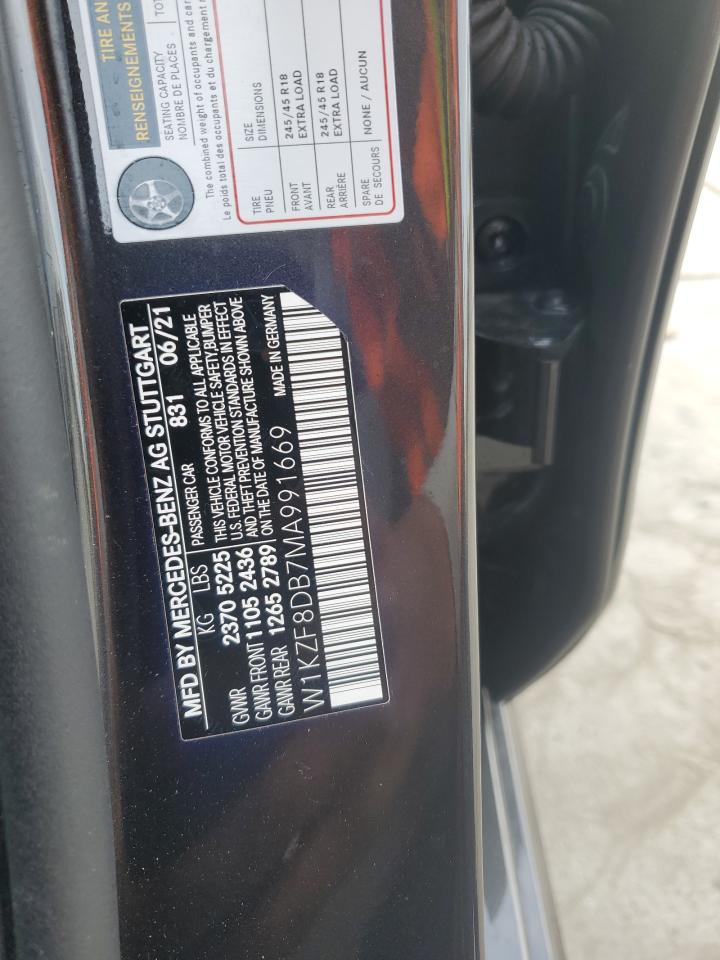 TIRE AN
RENSEIGNEMENTS
SEATING CAPACITY TOT
NOMBRE DE PLACES
The combined weight of occupants and car
Le poids total des occupants et du chargement
TIRE SIZE
PNEU DIMENSIONS
FRONT 245/45 R18
AVANT EXTRA LOAD
REAR 245/45 R18
ARRIÈRE EXTRA LOAD
SPARE NONE / AUCUN
DE SECOURS
MFD BY MERCEDES-BENZ AG STUTTGART
KG LBS PASSENGER CAR 831 06/21
GVWR 2370 5225 THIS VEHICLE CONFORMS TO ALL APPLICABLE
U.S. FEDERAL MOTOR VEHICLE SAFETY,BUMPER
GAWR FRONT 1105 2436 AND THEFT PREVENTION STANDARDS IN EFFECT
GAWR REAR 1265 2789 ON THE DATE OF MANUFACTURE SHOWN ABOVE
W1KZF8DB7MA991669 MADE IN GERMANY